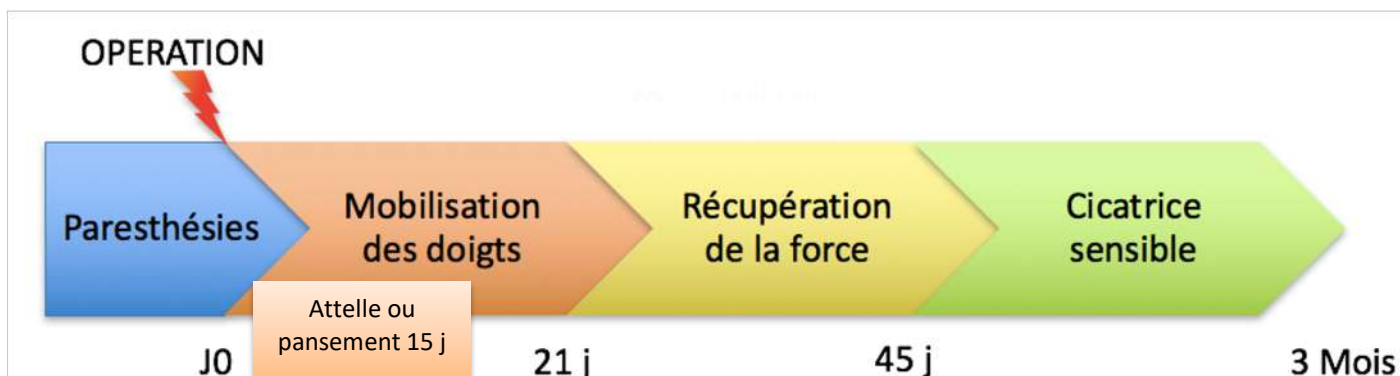 OPERATION
Paresthésies
Mobilisation
des doigts
Récupération
de la force
Cicatrice
sensible
Attelle ou
pansement 15 j
J0
21 j
45 j
3 Mois